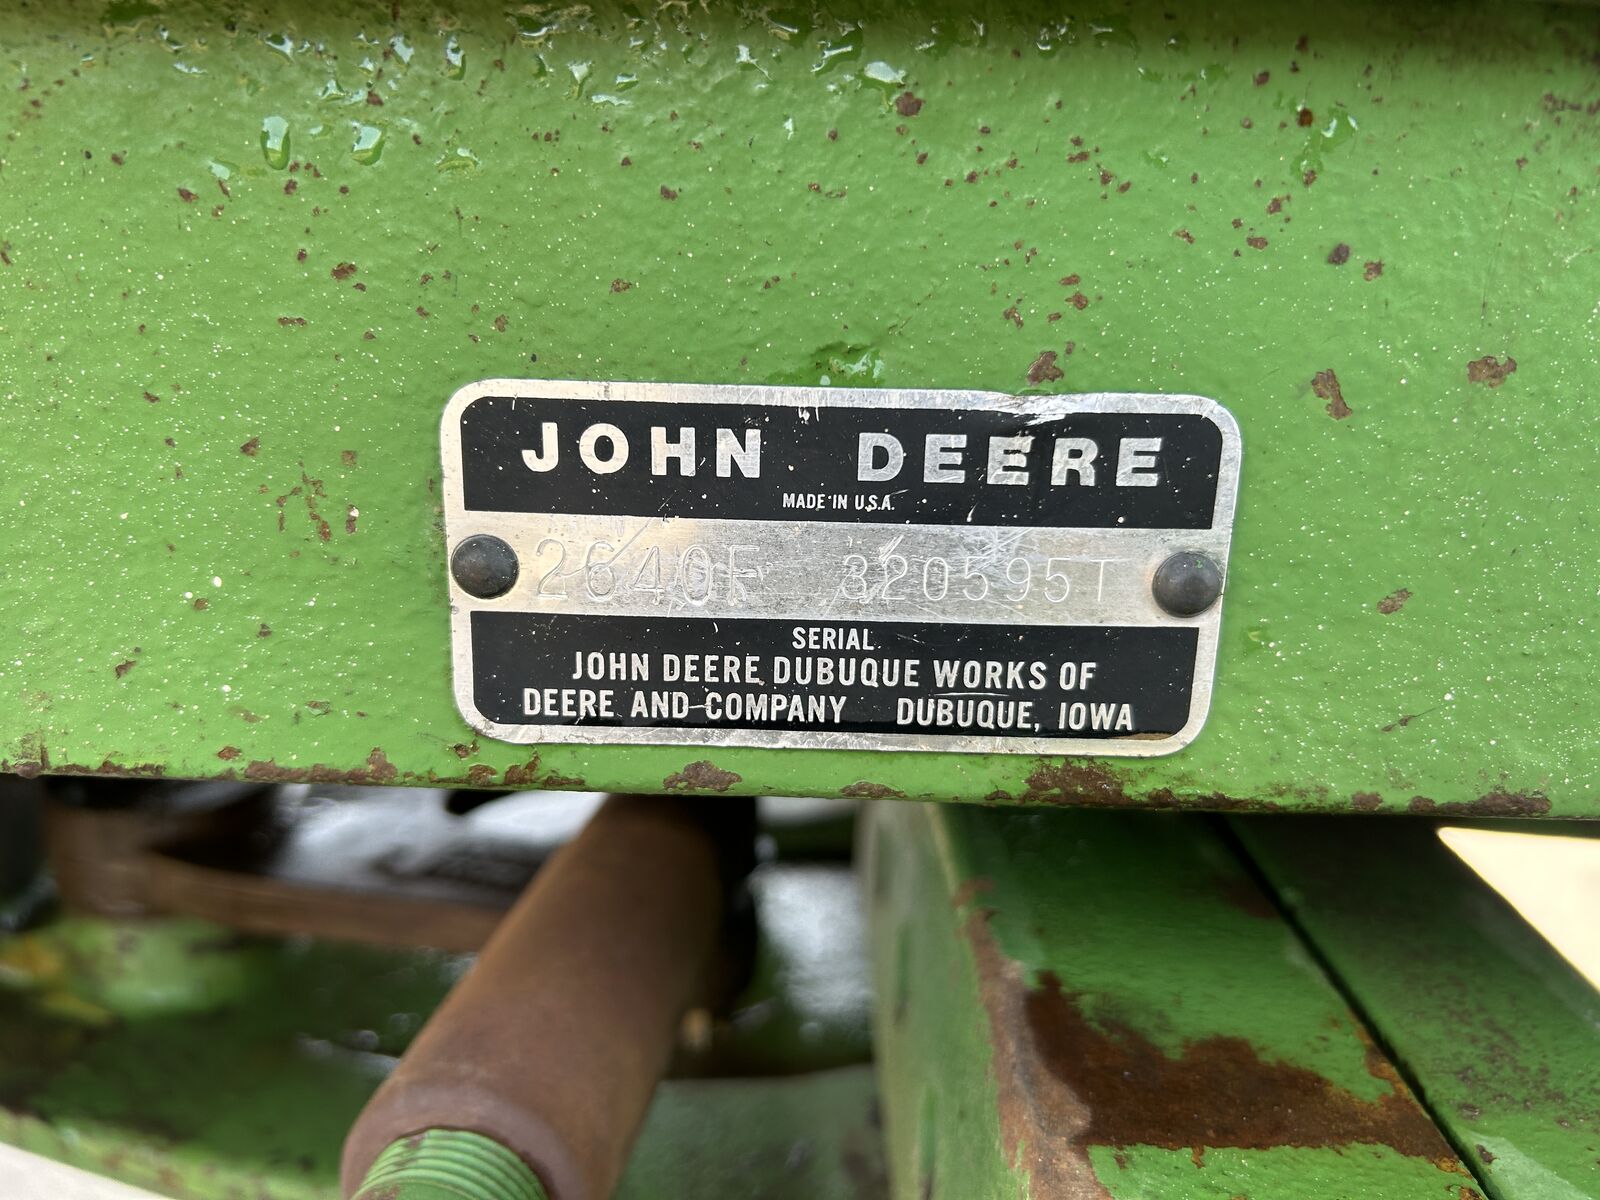 JOHN DEERE
MADE IN U.S.A.
2640F 320595T
SERIAL
JOHN DEERE DUBUQUE WORKS OF
DEERE AND COMPANY DUBUQUE, IOWA